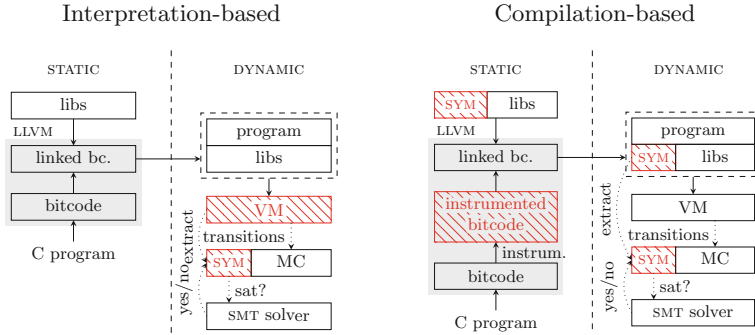 Interpretation-based
STATIC
DYNAMIC
libs
LLVM
linked bc.
bitcode
C program
program
libs
VM
extract
transitions
SYM
MC
yes/no
sat?
SMT solver
Compilation-based
STATIC
DYNAMIC
SYM
libs
LLVM
linked bc.
instrumented
bitcode
instrum.
bitcode
C program
program
SYM
libs
extract
VM
transitions
SYM
MC
yes/no
sat?
SMT solver